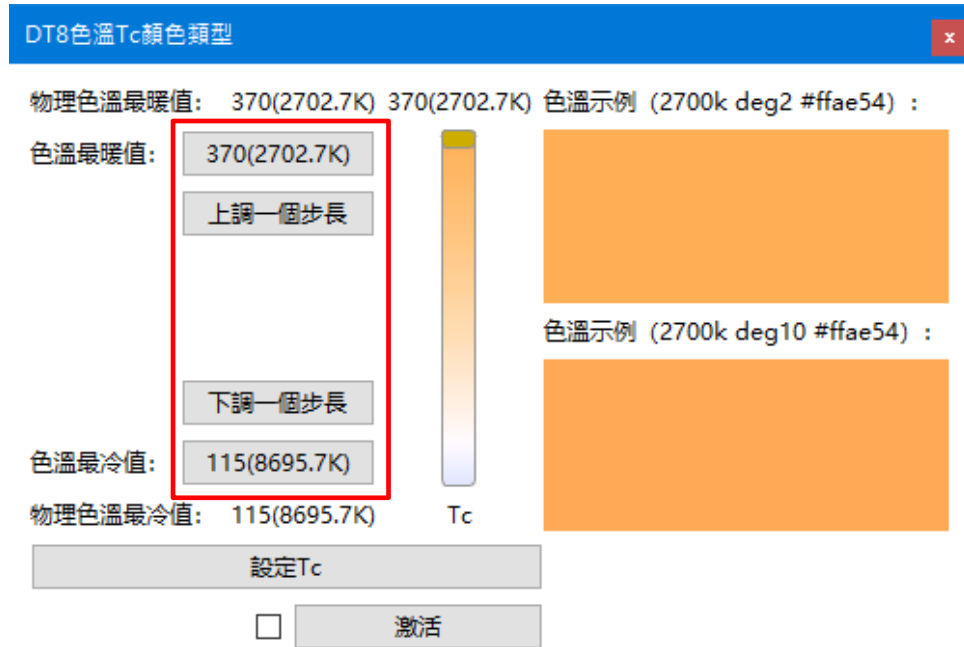 DT8色溫Tc顏色類型
x
物理色溫最暖值: 370(2702.7K) 370(2702.7K) 色溫示例 (2700k deg2 #ffae54) :
色溫最暖值: 370(2702.7K)
上調一個步長
色溫示例 (2700k deg10 #ffae54) :
下調一個步長
色溫最冷值: 115(8695.7K)
物理色溫最冷值: 115(8695.7K) Tc
設定Tc
激活